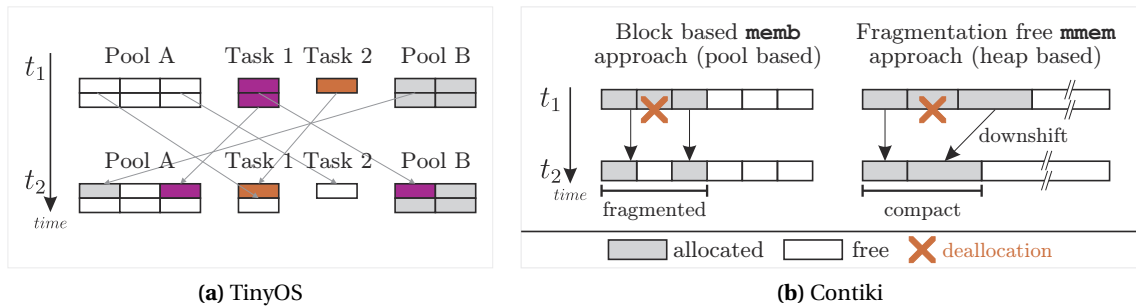 Pool A Task 1 Task 2 Pool B
t1
Pool A Task 1 Task 2 Pool B
t2
time
(a) TinyOS
Block based memb
approach (pool based)
Fragmentation free mmem
approach (heap based)
t1
downshift
t2
time
fragmented
compact
allocated free deallocation
(b) Contiki